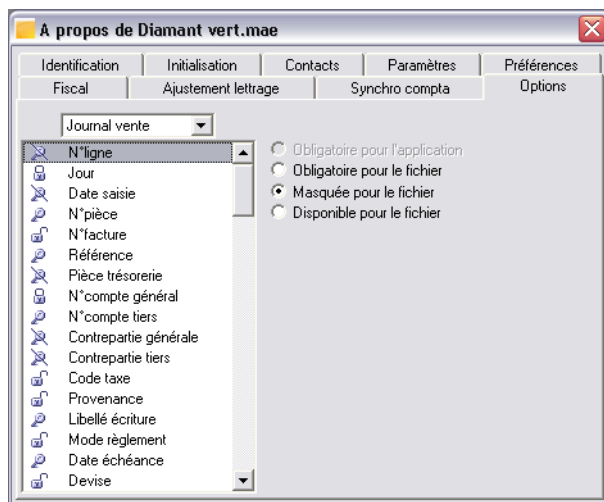 A propos de Diamant vert.mae
Identification Initialisation Contacts Paramètres Préférences
Fiscal Ajustement lettrage Synchro compta Options
Journal vente
N°ligne
Jour
Date saisie
N°pièce
N°facture
Référence
Pièce trésorerie
N°compte général
N°compte tiers
Contrepartie générale
Contrepartie tiers
Code taxe
Provenance
Libellé écriture
Mode règlement
Date échéance
Devise
Obligatoire pour l'application
Obligatoire pour le fichier
Masquée pour le fichier
Disponible pour le fichier